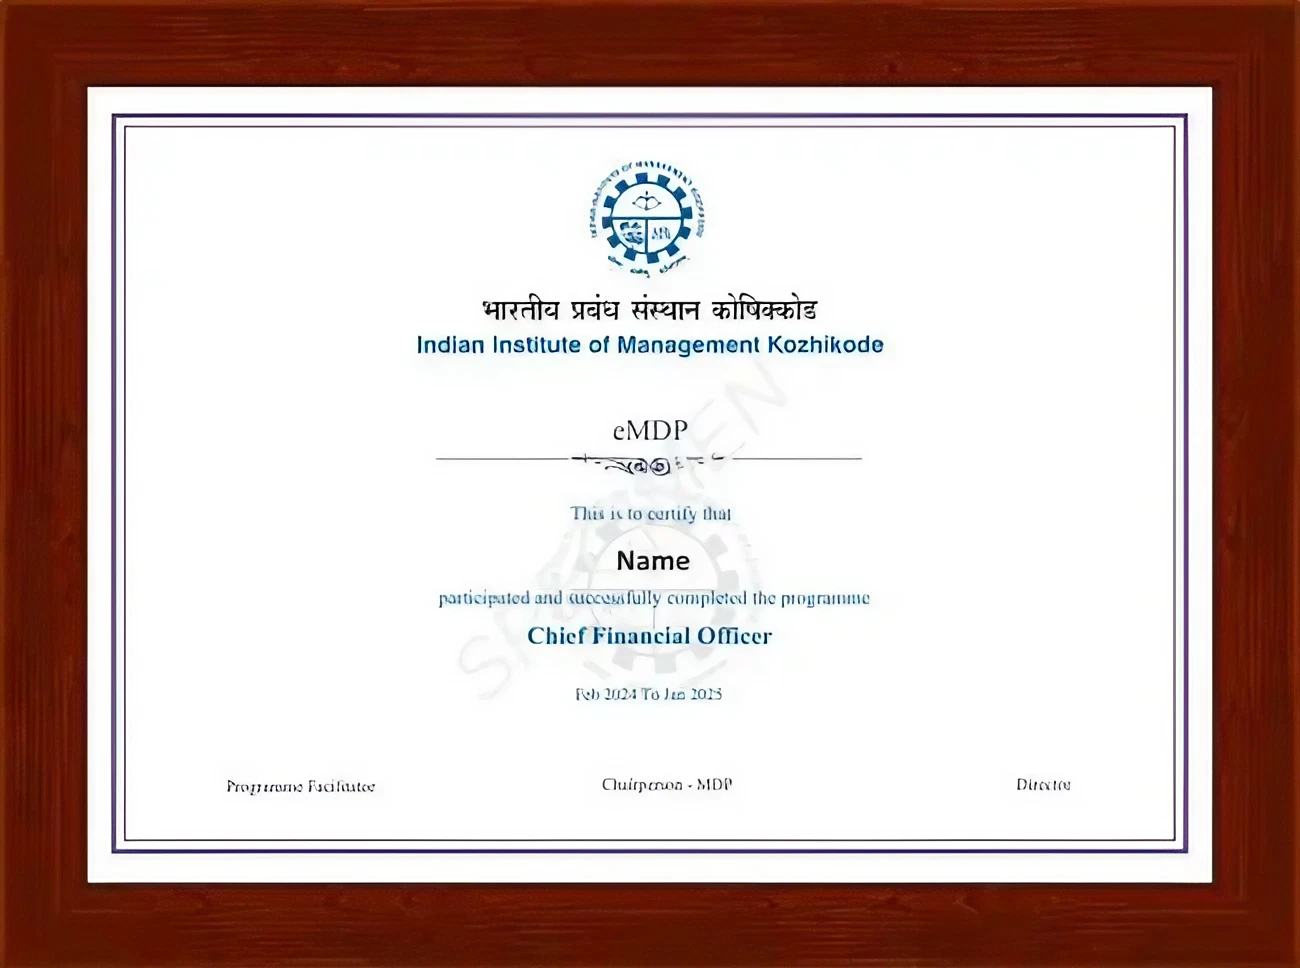 भारतीय प्रबंध संस्थान कोषिक्कोड
Indian Institute of Management Kozhikode
eMDP
This is to certify that
Name
participated and successfully completed the programme
Chief Financial Officer
Feb 2024 To Jan 2025
Programme Facilitator
Chairperson - MDP
Director
SPECIMEN